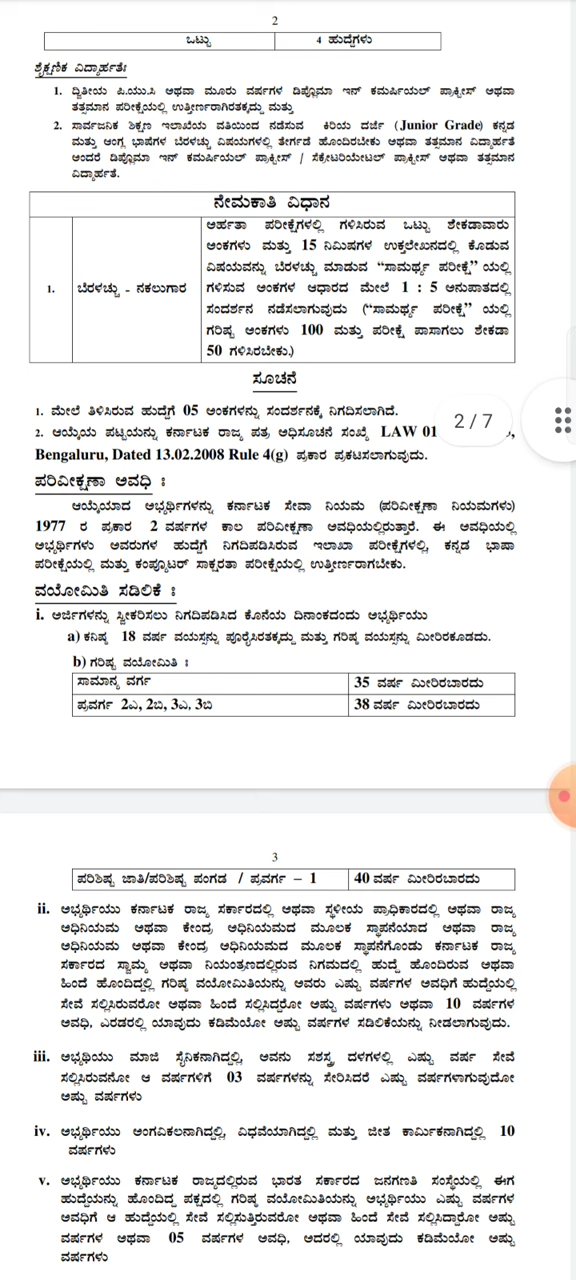 2
ಒಟ್ಟು 4 ಹುದ್ದೆಗಳು
ಶೈಕ್ಷಣಿಕ ವಿದ್ಯಾರ್ಹತೆಃ
1. ದ್ವಿತೀಯ ಪಿ.ಯು.ಸಿ ಅಥವಾ ಮೂರು ವರ್ಷಗಳ ಡಿಪ್ಲೊಮಾ ಇನ್ ಕಮರ್ಷಿಯಲ್ ಪ್ರಾಕ್ಟೀಸ್ ಅಥವಾ
ತತ್ಸಮಾನ ಪರೀಕ್ಷೆಯಲ್ಲಿ ಉತ್ತೀರ್ಣರಾಗಿರತಕ್ಕದ್ದು ಮತ್ತು
2. ಸಾರ್ವಜನಿಕ ಶಿಕ್ಷಣ ಇಲಾಖೆಯ ವತಿಯಿಂದ ನಡೆಸುವ ಕಿರಿಯ ದರ್ಜೆ (Junior Grade) ಕನ್ನಡ
ಮತ್ತು ಆಂಗ್ಲ ಭಾಷೆಗಳ ಬೆರಳಚ್ಚು ವಿಷಯಗಳಲ್ಲಿ ತೇರ್ಗಡೆ ಹೊಂದಿರಬೇಕು ಅಥವಾ ತತ್ಸಮಾನ ವಿದ್ಯಾರ್ಹತೆ
ಅಂದರೆ ಡಿಪ್ಲೊಮಾ ಇನ್ ಕಮರ್ಷಿಯಲ್ ಪ್ರಾಕ್ಟೀಸ್ / ಸೆಕ್ರೇಟರಿಯೇಟಲ್ ಪ್ರಾಕ್ಟೀಸ್ ಅಥವಾ ತತ್ಸಮಾನ
ವಿದ್ಯಾರ್ಹತೆ.
ನೇಮಕಾತಿ ವಿಧಾನ
ಅರ್ಹತಾ ಪರೀಕ್ಷೆಗಳಲ್ಲಿ ಗಳಿಸಿರುವ ಒಟ್ಟು ಶೇಕಡಾವಾರು
ಅಂಕಗಳು ಮತ್ತು 15 ನಿಮಿಷಗಳ ಉಕ್ತಲೇಖನದಲ್ಲಿ ಕೊಡುವ
ವಿಷಯವನ್ನು ಬೆರಳಚ್ಚು ಮಾಡುವ “ಸಾಮರ್ಥ್ಯ ಪರೀಕ್ಷೆ” ಯಲ್ಲಿ
1. ಬೆರಳಚ್ಚು - ನಕಲುಗಾರ ಗಳಿಸುವ ಅಂಕಗಳ ಆಧಾರದ ಮೇಲೆ 1 : 5 ಅನುಪಾತದಲ್ಲಿ
ಸಂದರ್ಶನ ನಡೆಸಲಾಗುವುದು (“ಸಾಮರ್ಥ್ಯ ಪರೀಕ್ಷೆ” ಯಲ್ಲಿ
ಗರಿಷ್ಠ ಅಂಕಗಳು 100 ಮತ್ತು ಪರೀಕ್ಷೆ ಪಾಸಾಗಲು ಶೇಕಡಾ
50 ಗಳಿಸಿರಬೇಕು.)
ಸೂಚನೆ
1. ಮೇಲೆ ತಿಳಿಸಿರುವ ಹುದ್ದೆಗೆ 05 ಅಂಕಗಳನ್ನು ಸಂದರ್ಶನಕ್ಕೆ ನಿಗದಿಸಲಾಗಿದೆ.
2. ಆಯ್ಕೆಯ ಪಟ್ಟಿಯನ್ನು ಕರ್ನಾಟಕ ರಾಜ್ಯ ಪತ್ರ ಅಧಿಸೂಚನೆ ಸಂಖ್ಯೆ LAW 01
2 / 7
Bengaluru, Dated 13.02.2008 Rule 4(g) ಪ್ರಕಾರ ಪ್ರಕಟಿಸಲಾಗುವುದು.
ಪರಿವೀಕ್ಷಣಾ ಅವಧಿ :
ಆಯ್ಕೆಯಾದ ಅಭ್ಯರ್ಥಿಗಳನ್ನು ಕರ್ನಾಟಕ ಸೇವಾ ನಿಯಮ (ಪರಿವೀಕ್ಷಣಾ ನಿಯಮಗಳು)
1977 ರ ಪ್ರಕಾರ 2 ವರ್ಷಗಳ ಕಾಲ ಪರಿವೀಕ್ಷಣಾ ಅವಧಿಯಲ್ಲಿರುತ್ತಾರೆ. ಈ ಅವಧಿಯಲ್ಲಿ
ಅಭ್ಯರ್ಥಿಗಳು ಅವರುಗಳ ಹುದ್ದೆಗೆ ನಿಗದಿಪಡಿಸಿರುವ ಇಲಾಖಾ ಪರೀಕ್ಷೆಗಳಲ್ಲಿ, ಕನ್ನಡ ಭಾಷಾ
ಪರೀಕ್ಷೆಯಲ್ಲಿ ಮತ್ತು ಕಂಪ್ಯೂಟರ್ ಸಾಕ್ಷರತಾ ಪರೀಕ್ಷೆಯಲ್ಲಿ ಉತ್ತೀರ್ಣರಾಗಬೇಕು.
ವಯೋಮಿತಿ ಸಡಿಲಿಕೆ :
i. ಅರ್ಜಿಗಳನ್ನು ಸ್ವೀಕರಿಸಲು ನಿಗದಿಪಡಿಸಿದ ಕೊನೆಯ ದಿನಾಂಕದಂದು ಅಭ್ಯರ್ಥಿಯು
a) ಕನಿಷ್ಠ 18 ವರ್ಷ ವಯಸ್ಸನ್ನು ಪೂರೈಸಿರತಕ್ಕದ್ದು ಮತ್ತು ಗರಿಷ್ಠ ವಯಸ್ಸನ್ನು ಮೀರಿರಕೂಡದು.
b) ಗರಿಷ್ಠ ವಯೋಮಿತಿ :
ಸಾಮಾನ್ಯ ವರ್ಗ 35 ವರ್ಷ ಮೀರಿರಬಾರದು
ಪ್ರವರ್ಗ 2ಎ, 2ಬಿ, 3ಎ, 3ಬಿ 38 ವರ್ಷ ಮೀರಿರಬಾರದು
3
ಪರಿಶಿಷ್ಟ ಜಾತಿ/ಪರಿಶಿಷ್ಟ ಪಂಗಡ / ಪ್ರವರ್ಗ – 1 40 ವರ್ಷ ಮೀರಿರಬಾರದು
ii. ಅಭ್ಯರ್ಥಿಯು ಕರ್ನಾಟಕ ರಾಜ್ಯ ಸರ್ಕಾರದಲ್ಲಿ ಅಥವಾ ಸ್ಥಳೀಯ ಪ್ರಾಧಿಕಾರದಲ್ಲಿ ಅಥವಾ ರಾಜ್ಯ
ಅಧಿನಿಯಮ ಅಥವಾ ಕೇಂದ್ರ ಅಧಿನಿಯಮದ ಮೂಲಕ ಸ್ಥಾಪನೆಯಾದ ಅಥವಾ ರಾಜ್ಯ
ಅಧಿನಿಯಮ ಅಥವಾ ಕೇಂದ್ರ ಅಧಿನಿಯಮದ ಮೂಲಕ ಸ್ಥಾಪನೆಗೊಂಡು ಕರ್ನಾಟಕ ರಾಜ್ಯ
ಸರ್ಕಾರದ ಸ್ವಾಮ್ಯ ಅಥವಾ ನಿಯಂತ್ರಣದಲ್ಲಿರುವ ನಿಗಮದಲ್ಲಿ ಹುದ್ದೆ ಹೊಂದಿರುವ ಅಥವಾ
ಹಿಂದೆ ಹೊಂದಿದ್ದಲ್ಲಿ ಗರಿಷ್ಠ ವಯೋಮಿತಿಯನ್ನು ಅವರು ಎಷ್ಟು ವರ್ಷಗಳ ಅವಧಿಗೆ ಹುದ್ದೆಯಲ್ಲಿ
ಸೇವೆ ಸಲ್ಲಿಸಿರುವರೋ ಅಥವಾ ಹಿಂದೆ ಸಲ್ಲಿಸಿದ್ದರೋ ಅಷ್ಟು ವರ್ಷಗಳು ಅಥವಾ 10 ವರ್ಷಗಳ
ಅವಧಿ, ಎರಡರಲ್ಲಿ ಯಾವುದು ಕಡಿಮೆಯೋ ಅಷ್ಟು ವರ್ಷಗಳ ಸಡಿಲಿಕೆಯನ್ನು ನೀಡಲಾಗುವುದು.
iii. ಅಭ್ಯಥಿಯು ಮಾಜಿ ಸೈನಿಕನಾಗಿದ್ದಲ್ಲಿ, ಅವನು ಸಶಸ್ತ್ರ ದಳಗಳಲ್ಲಿ ಎಷ್ಟು ವರ್ಷ ಸೇವೆ
ಸಲ್ಲಿಸಿರುವನೋ ಆ ವರ್ಷಗಳಿಗೆ 03 ವರ್ಷಗಳನ್ನು ಸೇರಿಸಿದರೆ ಎಷ್ಟು ವರ್ಷಗಳಾಗುವುದೋ
ಅಷ್ಟು ವರ್ಷಗಳು
iv. ಅಭ್ಯರ್ಥಿಯು ಅಂಗವಿಕಲನಾಗಿದ್ದಲ್ಲಿ, ವಿಧವೆಯಾಗಿದ್ದಲ್ಲಿ ಮತ್ತು ಜೀತ ಕಾರ್ಮಿಕನಾಗಿದ್ದಲ್ಲಿ 10
ವರ್ಷಗಳು
v. ಅಭ್ಯರ್ಥಿಯು ಕರ್ನಾಟಕ ರಾಜ್ಯದಲ್ಲಿರುವ ಭಾರತ ಸರ್ಕಾರದ ಜನಗಣತಿ ಸಂಸ್ಥೆಯಲ್ಲಿ ಈಗ
ಹುದ್ದೆಯನ್ನು ಹೊಂದಿದ್ದ ಪಕ್ಷದಲ್ಲಿ ಗರಿಷ್ಠ ವಯೋಮಿತಿಯನ್ನು ಅಭ್ಯರ್ಥಿಯು ಎಷ್ಟು ವರ್ಷಗಳ
ಅವಧಿಗೆ ಆ ಹುದ್ದೆಯಲ್ಲಿ ಸೇವೆ ಸಲ್ಲಿಸುತ್ತಿರುವರೋ ಅಥವಾ ಹಿಂದೆ ಸೇವೆ ಸಲ್ಲಿಸಿದ್ದಾರೋ ಅಷ್ಟು
ವರ್ಷಗಳ ಅಥವಾ 05 ವರ್ಷಗಳ ಅವಧಿ, ಅದರಲ್ಲಿ ಯಾವುದು ಕಡಿಮೆಯೋ ಅಷ್ಟು
ವರ್ಷಗಳು